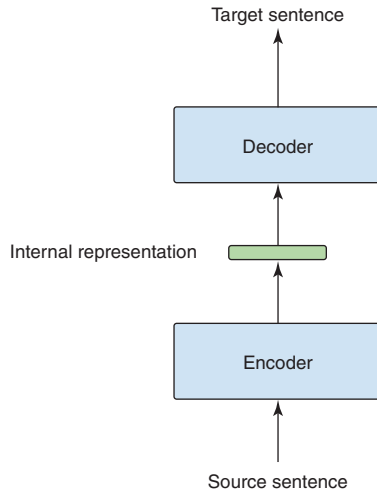 Target sentence
Decoder
Internal representation
Encoder
Source sentence